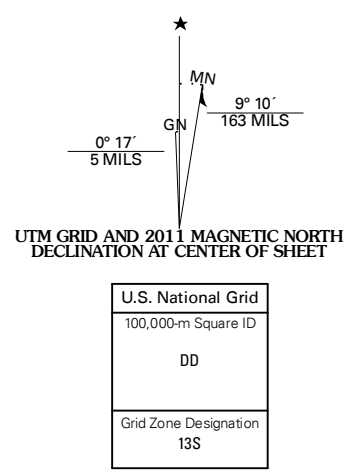 MN
9° 10´
163 MILS
GN
0° 17´
5 MILS
UTM GRID AND 2011 MAGNETIC NORTH
DECLINATION AT CENTER OF SHEET
U.S. National Grid
100,000-m Square ID
DD
Grid Zone Designation
13S